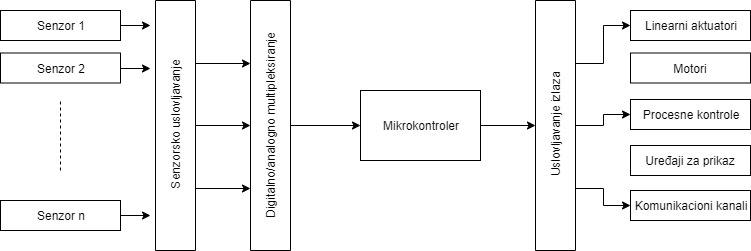 Senzor 1
Senzor 2
Senzor n
Senzorsko uslovljavanje
Digitalno/analogno multipleksiranje
Mikrokontroler
Uslovljavanje izlaza
Linearni aktuatori
Motori
Procesne kontrole
Uređaji za prikaz
Komunikacioni kanali